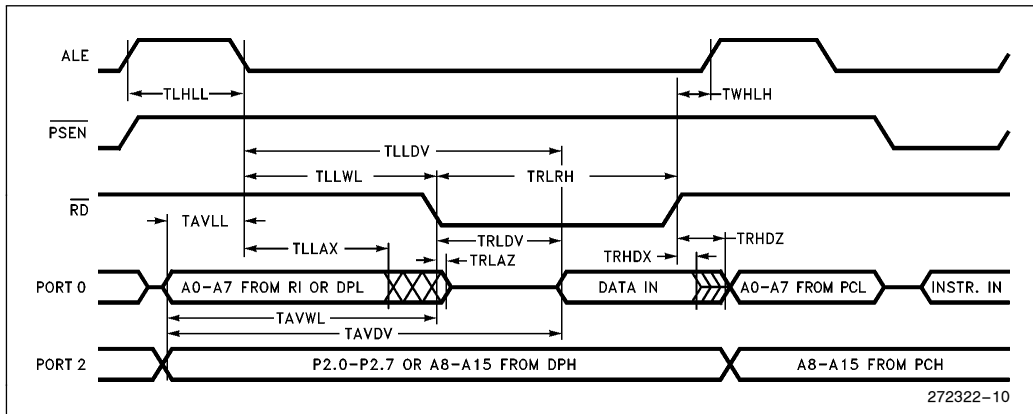 ALE
TLHLL
TWHLH
PSEN
TLLDV
TLLWL
TRLRH
RD
TAVLL
TLLAX
TRLDV
TRLAZ
TRHDX
TRHDZ
PORT 0
A0-A7 FROM RI OR DPL
DATA IN
A0-A7 FROM PCL
INSTR. IN
TAVWL
TAVDV
PORT 2
P2.0-P2.7 OR A8-A15 FROM DPH
A8-A15 FROM PCH
272322-10